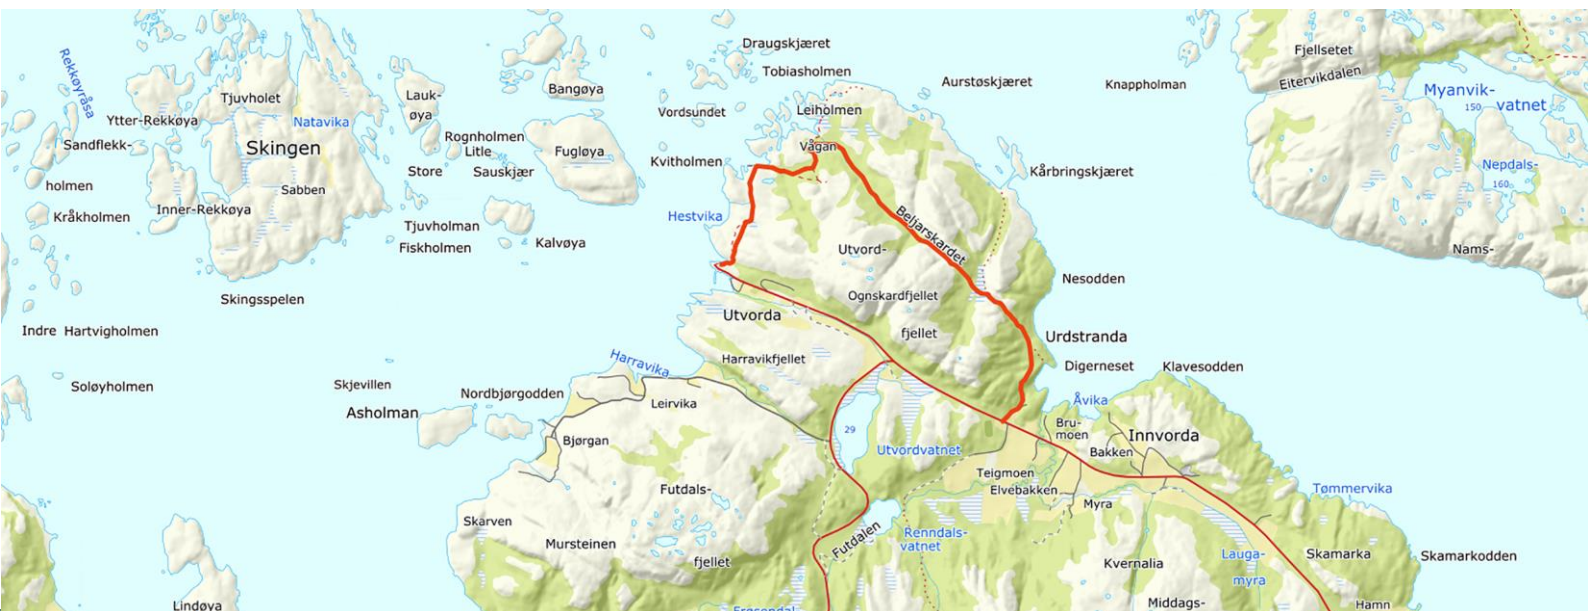 Draugskjæret
Tobiasholmen
Fjellsetet
Eitervikdalen
Rekkøyråsa
Tjuvholet
Lauk-
øya
Bangøya
Aurstøskjæret
Knappholman
Myanvik-
150
vatnet
Ytter-Rekkøya
Natavika
Vordsundet
Leiholmen
Sandflekk-
holmen
Skingen
Rognholmen
Litle
Store
Sauskjær
Fugløya
Kvitholmen
Vågan
Kårbringskjæret
Nepdals-
160
Sabben
Kråkholmen
Inner-Rekkøya
Tjuvholman
Fiskholmen
Kalvøya
Hestvika
Beljarskardet
Utvord-
Nams-
Skingsspelen
Ognskardfjellet
Nesodden
Indre Hartvigholmen
Utvorda
fjellet
Urdstranda
Harravika
Harravikfjellet
Digerneset
Klavesodden
Soløyholmen
Skjevillen
Nordbjørgodden
Asholman
Leirvika
Åvika
29
Bru-
moen
Innvorda
Bjørgan
Utvordvatnet
Bakken
Teigmoen
Elvebakken
Tømmervika
Futdals-
fjellet
Myra
Skarven
Mursteinen
Futdalen
Renndals-
vatnet
Lauga-
myra
Skamarka
Skamarkodden
Kvernalia
Lindøya
Frøsendal
Middags-
Hamn